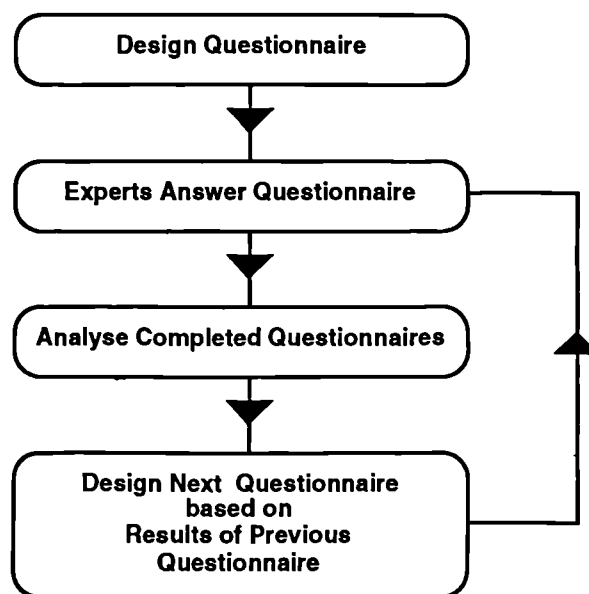 Design Questionnaire
Experts Answer Questionnaire
Analyse Completed Questionnaires
Design Next Questionnaire
based on
Results of Previous
Questionnaire